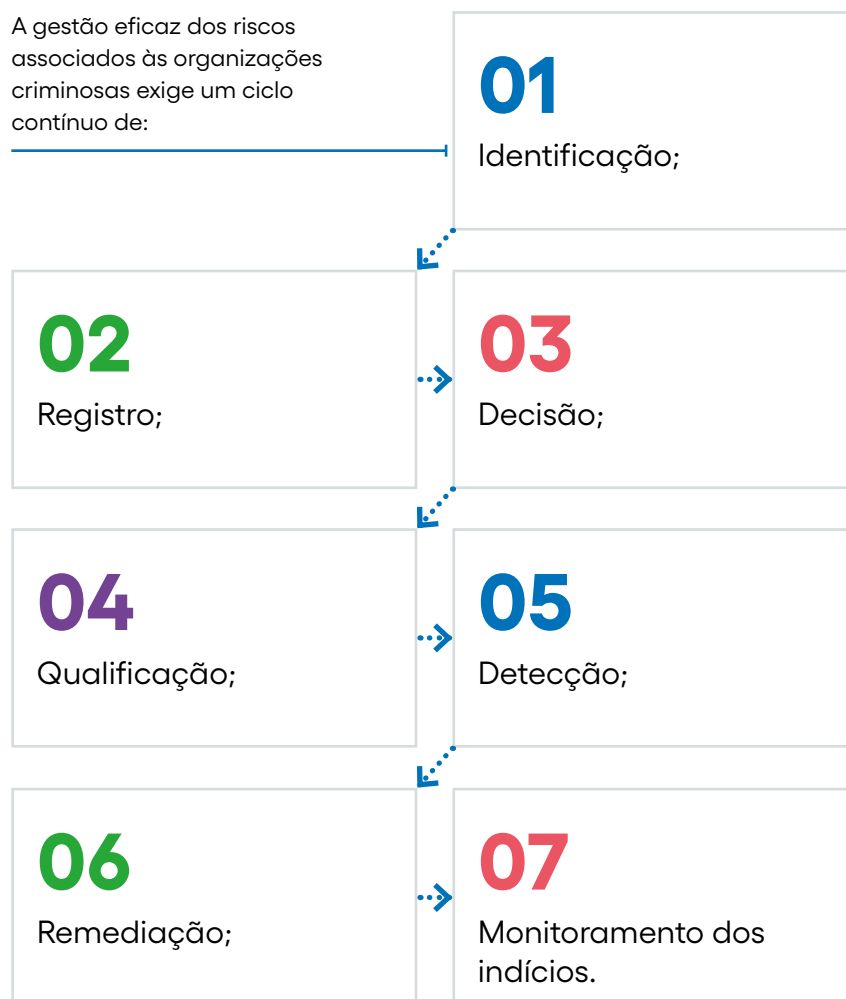 A gestão eficaz dos riscos
associados às organizações
criminosas exige um ciclo
contínuo de:
01
Identificação;
02
Registro;
03
Decisão;
04
Qualificação;
05
Detecção;
06
Remediação;
07
Monitoramento dos
indícios.